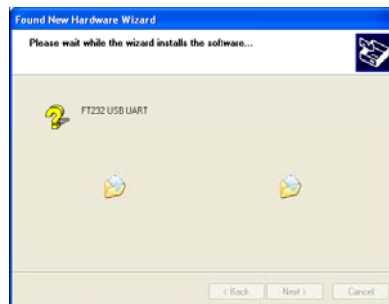 Found New Hardware Wizard
Please wait while the wizard installs the software...
FT232 USB UART
< Back
Next >
Cancel